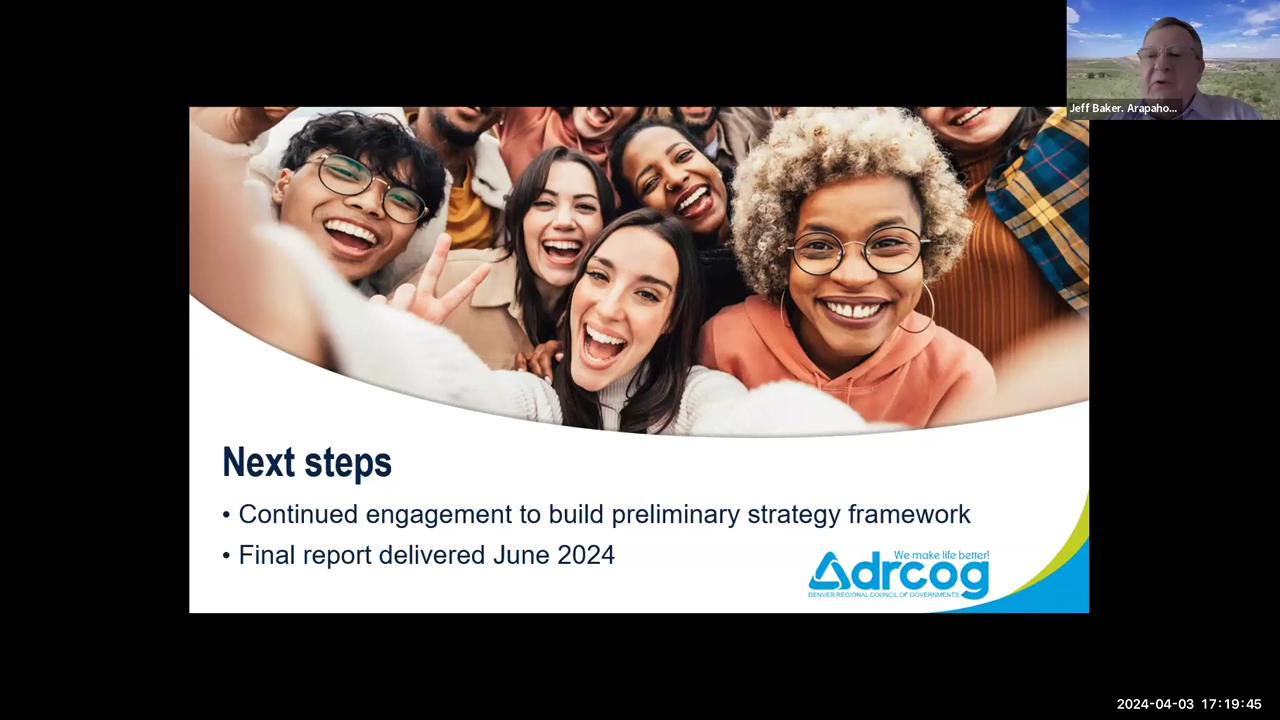 Jeff Baker. Arapaho...
Next steps
• Continued engagement to build preliminary strategy framework
• Final report delivered June 2024
We make life better!
drcog
DENVER REGIONAL COUNCIL OF GOVERNMENTS
2024-04-03 17:19:45